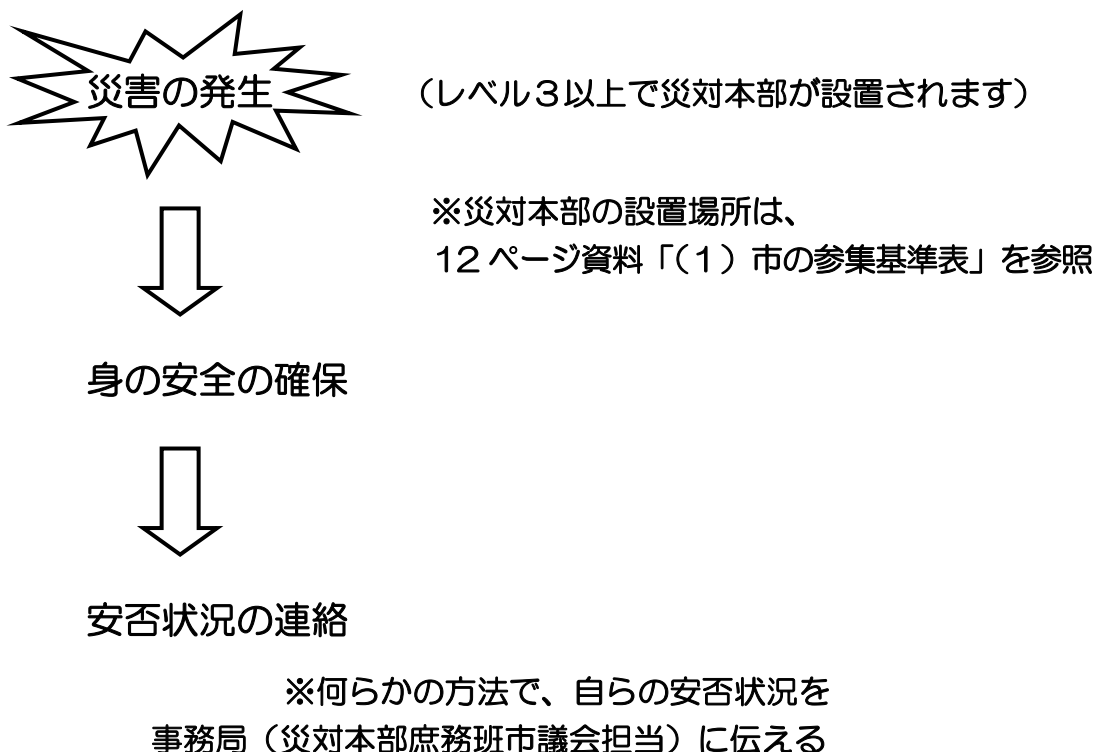 災害の発生
（レベル３以上で災対本部が設置されます）
※災対本部の設置場所は、
12 ページ資料「（１）市の参集基準表」を参照
身の安全の確保
安否状況の連絡
※何らかの方法で、自らの安否状況を
事務局（災対本部庶務班市議会担当）に伝える